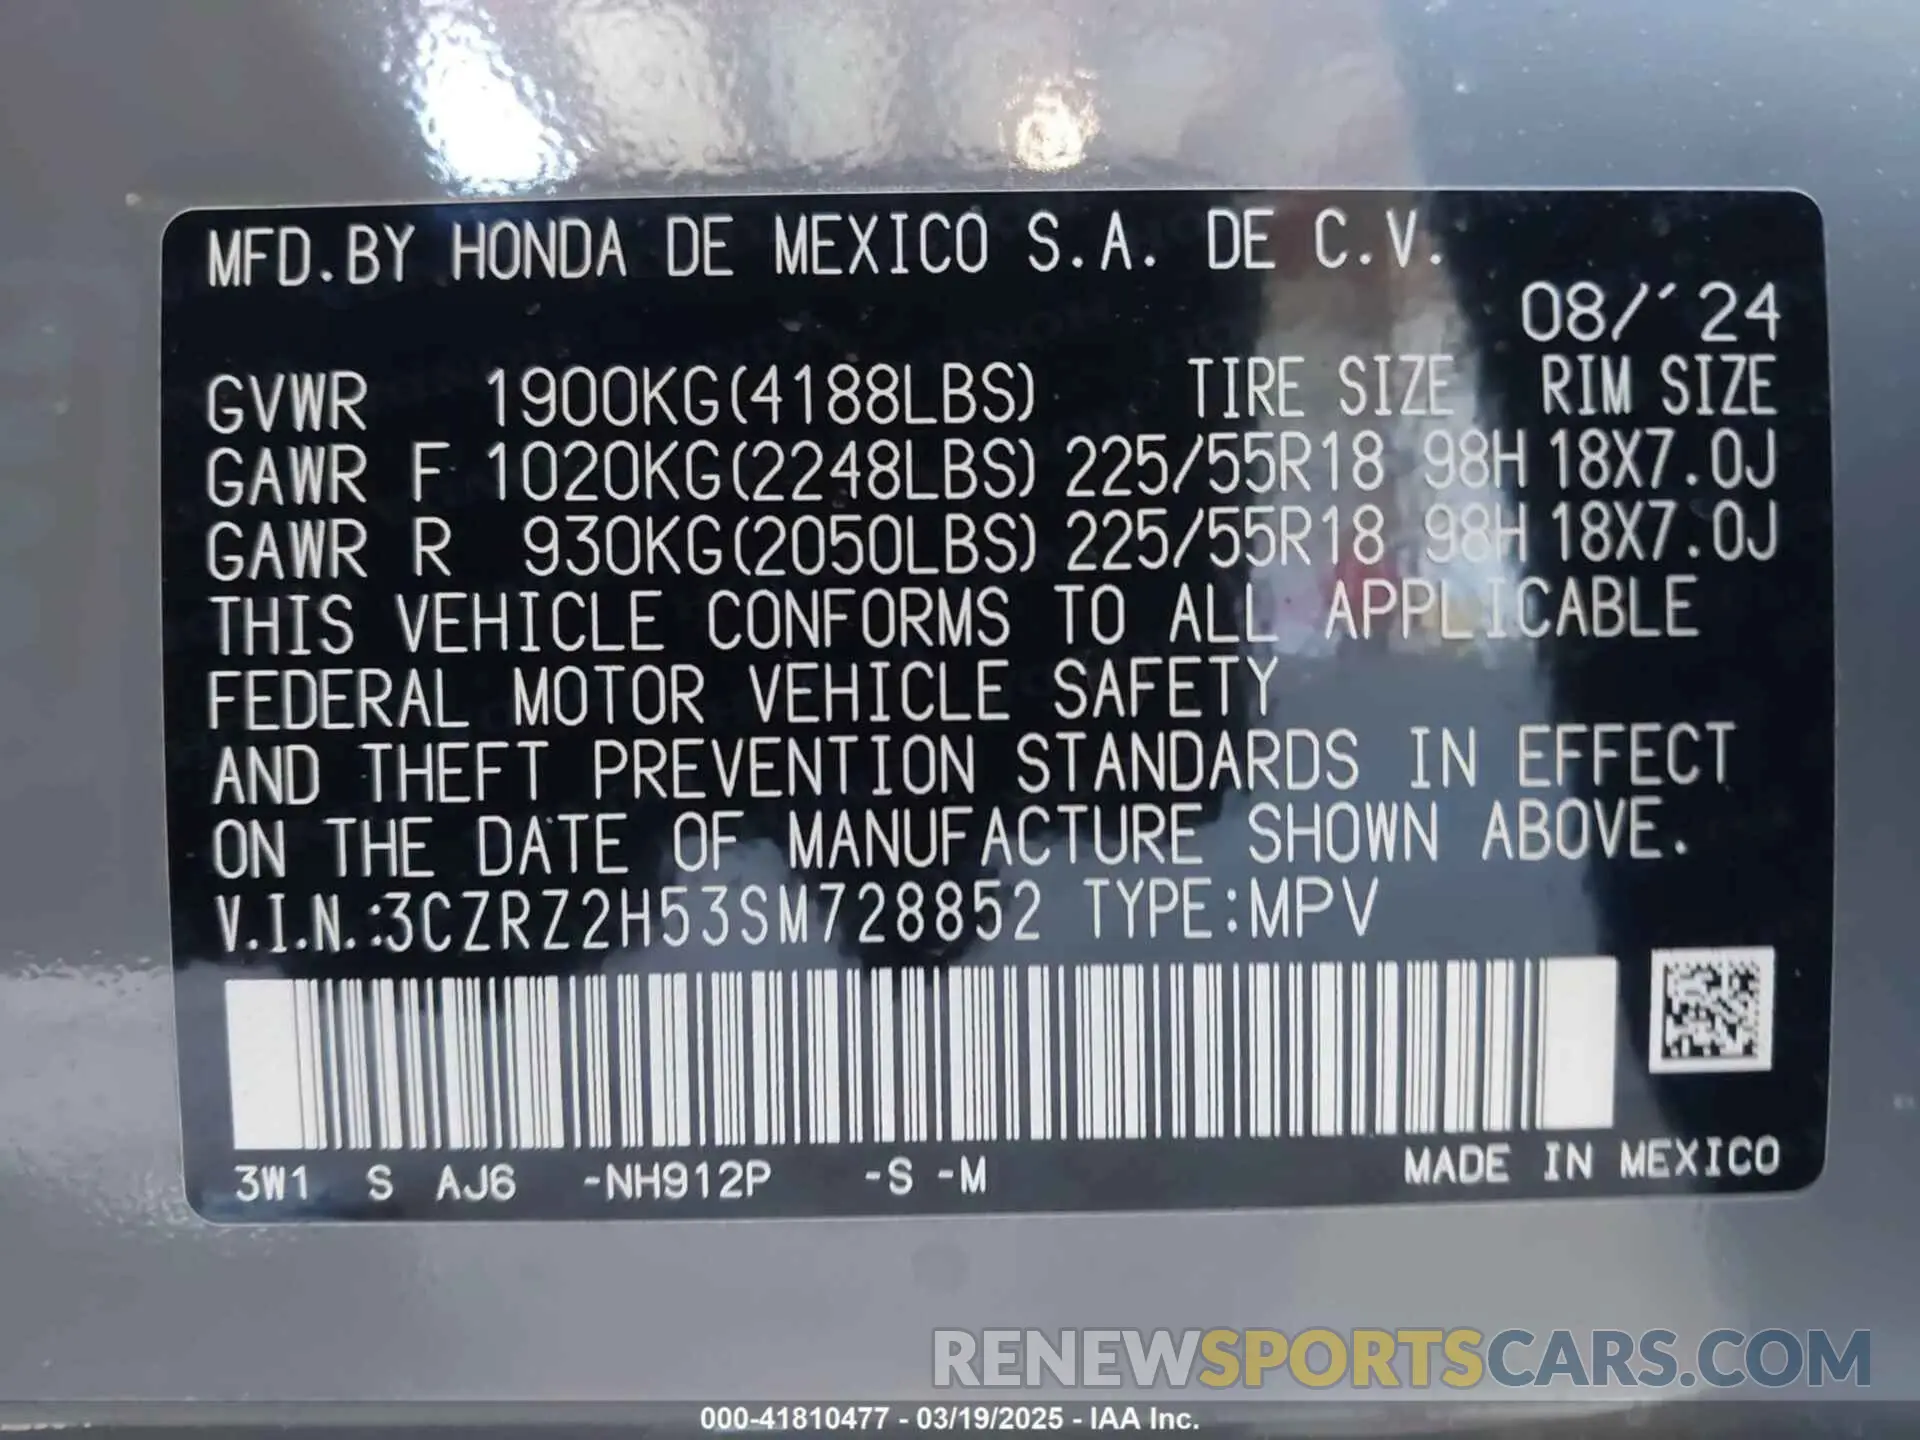 MFD.BY HONDA DE MEXICO S.A. DE C.V.
08/´24
GVWR 1900KG(4188LBS) TIRE SIZE RIM SIZE
GAWR F 1020KG(2248LBS) 225/55R18 98H 18X7.0J
GAWR R 930KG(2050LBS) 225/55R18 98H 18X7.0J
THIS VEHICLE CONFORMS TO ALL APPLICABLE
FEDERAL MOTOR VEHICLE SAFETY
AND THEFT PREVENTION STANDARDS IN EFFECT
ON THE DATE OF MANUFACTURE SHOWN ABOVE.
V.I.N.:3CZRZ2H53SM728852 TYPE:MPV
3W1 S AJ6 -NH912P -S -M MADE IN MEXICO
RENEWSPORTSCARS.COM
000-41810477 - 03/19/2025 - IAA Inc.